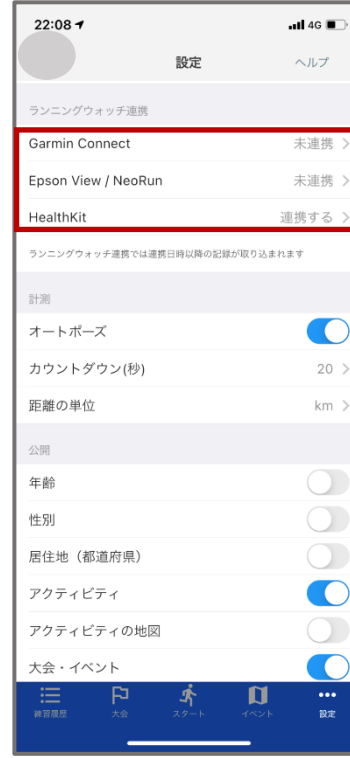 22:08
4G
設定
ヘルプ
ランニングウォッチ連携
Garmin Connect 未連携
Epson View / NeoRun 未連携
HealthKit 連携する
ランニングウォッチ連携では連携日時以降の記録が取り込まれます
計測
オートポーズ
カウントダウン(秒) 20
距離の単位 km
公開
年齢
性別
居住地（都道府県）
アクティビティ
アクティビティの地図
大会・イベント
練習履歴 大会 スタート イベント 設定